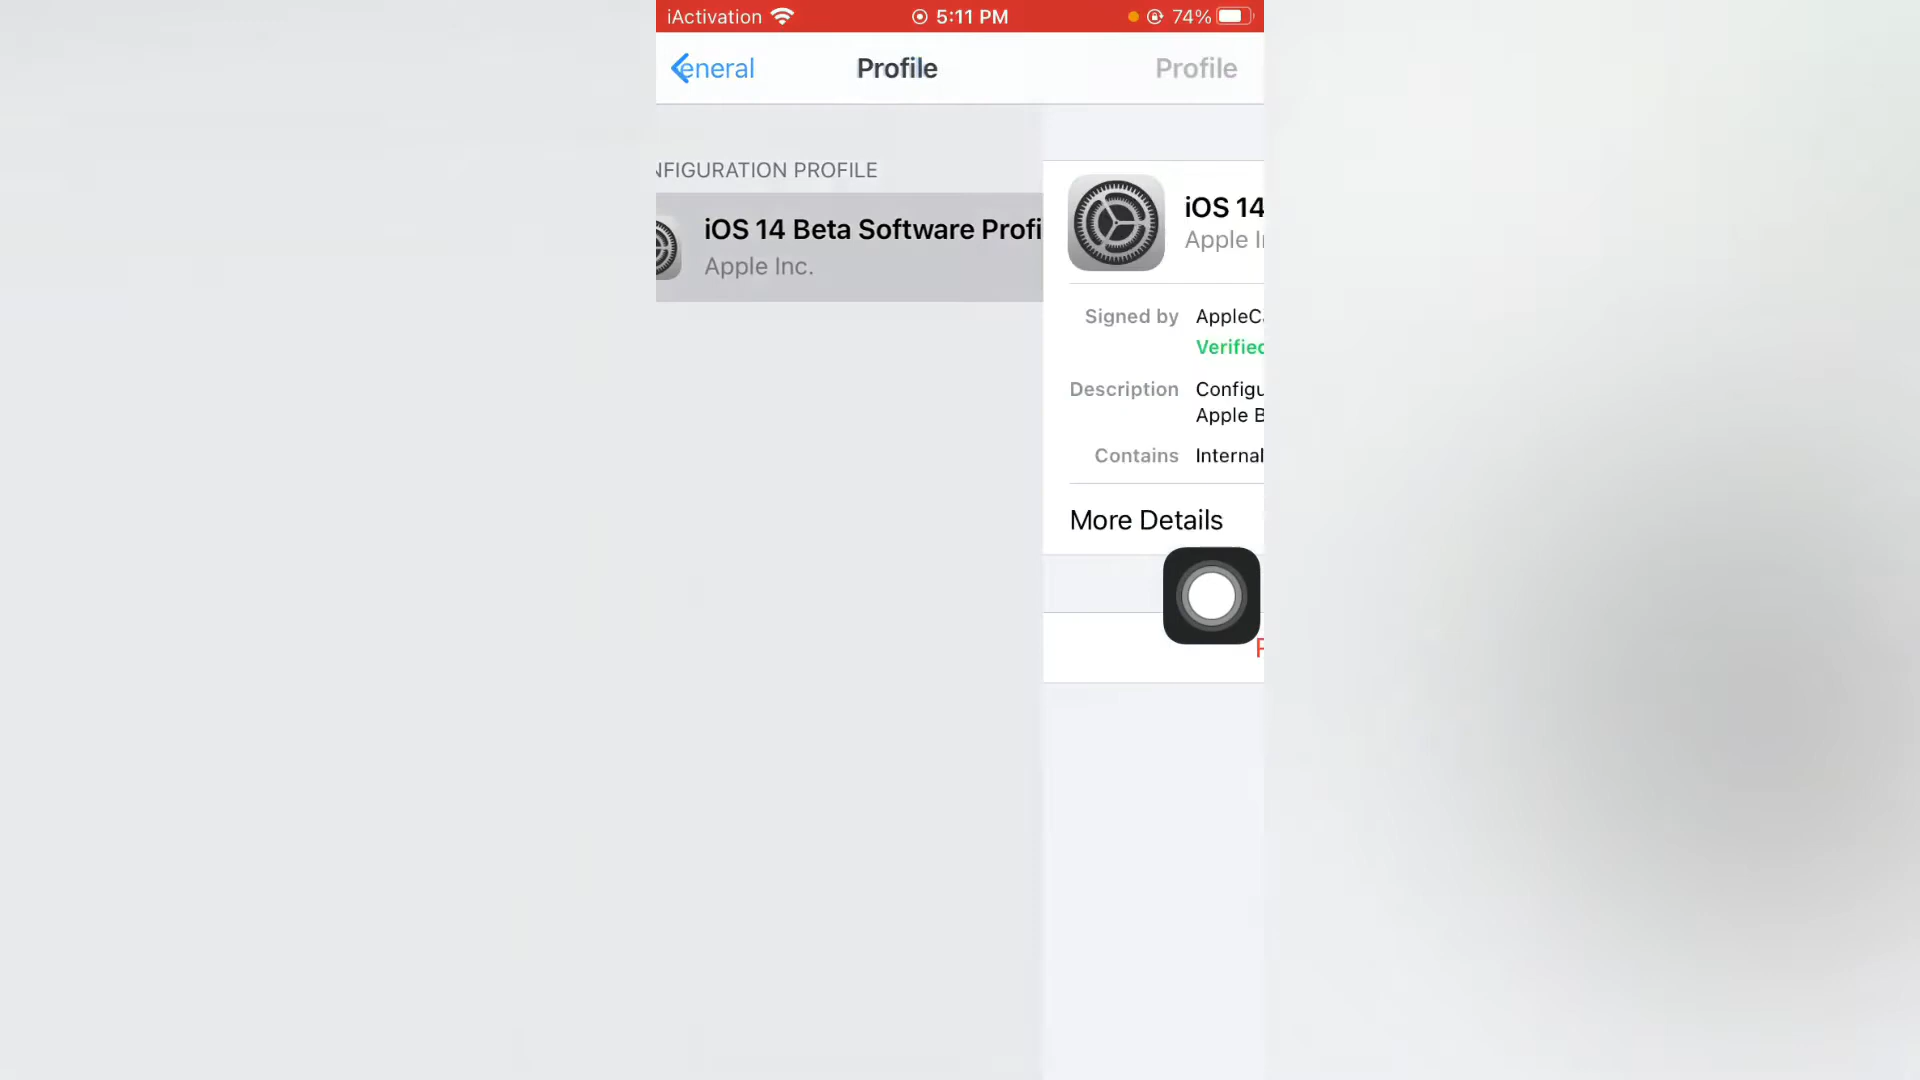 iActivation 5:11 PM 74%
eneral Profile Profile
NFIGURATION PROFILE
iOS 14 Beta Software Profi
Apple Inc.
iOS 14
Apple I
Signed by AppleC
Verified
Description Configu
Apple B
Contains Internal
More Details